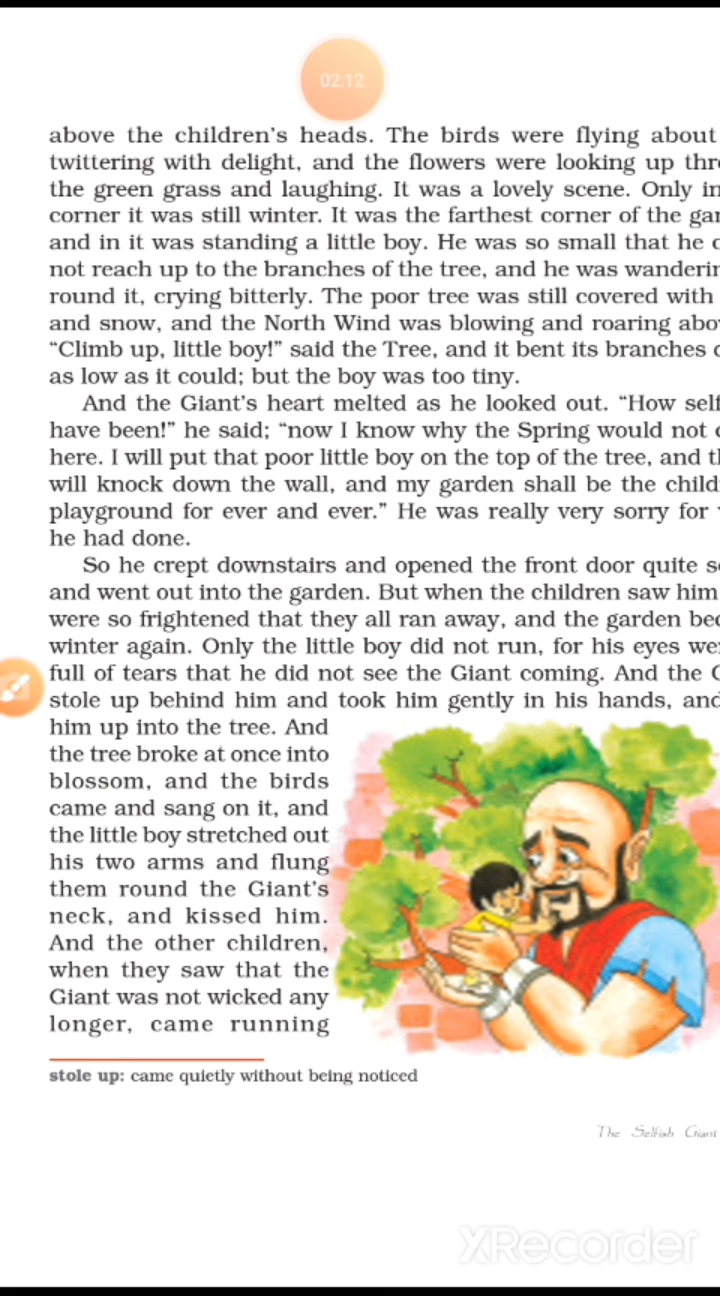 02:12
above the children's heads. The birds were flying about
twittering with delight, and the flowers were looking up
the green grass and laughing. It was a lovely scene. Only in
corner it was still winter. It was the farthest corner of the
and in it was standing a little boy. He was so small that he
not reach up to the branches of the tree, and he was
round it, crying bitterly. The poor tree was still covered with
and snow, and the North Wind was blowing and roaring
“Climb up, little boy!” said the Tree, and it bent its branches
as low as it could; but the boy was too tiny.
And the Giant's heart melted as he looked out. “How
have been!” he said; “now I know why the Spring would not
here. I will put that poor little boy on the top of the tree, and
will knock down the wall, and my garden shall be the
playground for ever and ever.” He was really very sorry for
he had done.
So he crept downstairs and opened the front door quite
and went out into the garden. But when the children saw him
were so frightened that they all ran away, and the garden
winter again. Only the little boy did not run, for his eyes
full of tears that he did not see the Giant coming. And the
stole up behind him and took him gently in his hands, and
him up into the tree. And
the tree broke at once into
blossom, and the birds
came and sang on it, and
the little boy stretched out
his two arms and flung
them round the Giant's
neck, and kissed him.
And the other children,
when they saw that the
Giant was not wicked any
longer, came running
stole up: came quietly without being noticed
The Selfish Giant
XRecorder